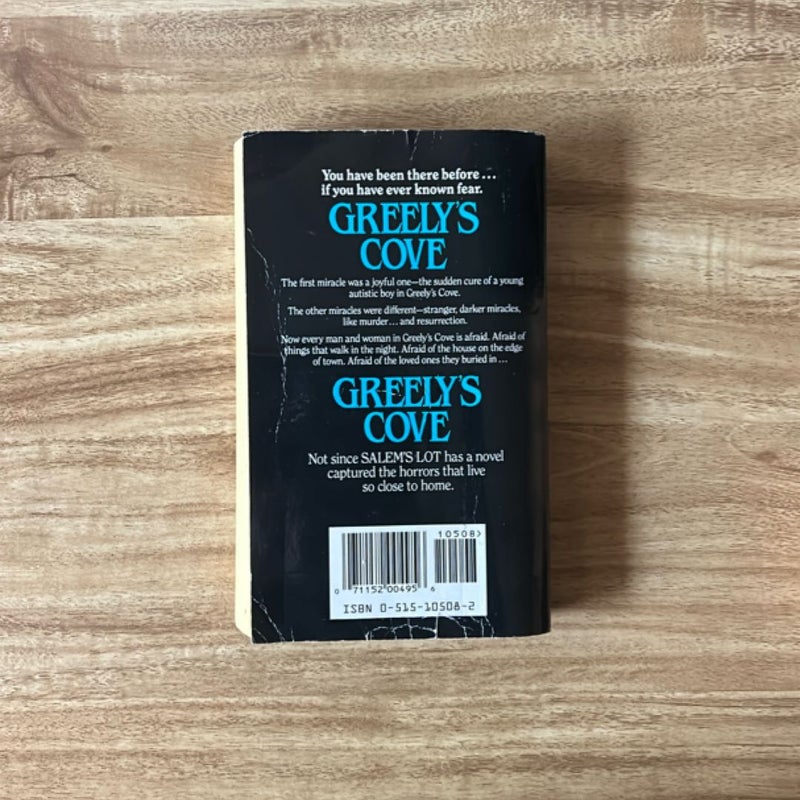 You have been there before...
if you have ever known fear.
GREELY'S
COVE
The first miracle was a joyful one—the sudden cure of a young
autistic boy in Greely's Cove.
The other miracles were different—stranger, darker miracles,
like murder...and resurrection.
Now every man and woman in Greely's Cove is afraid. Afraid of
things that walk in the night. Afraid of the house on the edge
of town. Afraid of the loved ones they buried in...
GREELY'S
COVE
Not since SALEM'S LOT has a novel
captured the horrors that live
so close to home.
10508>
0 71152 00495 6
ISBN 0-515-10508-2